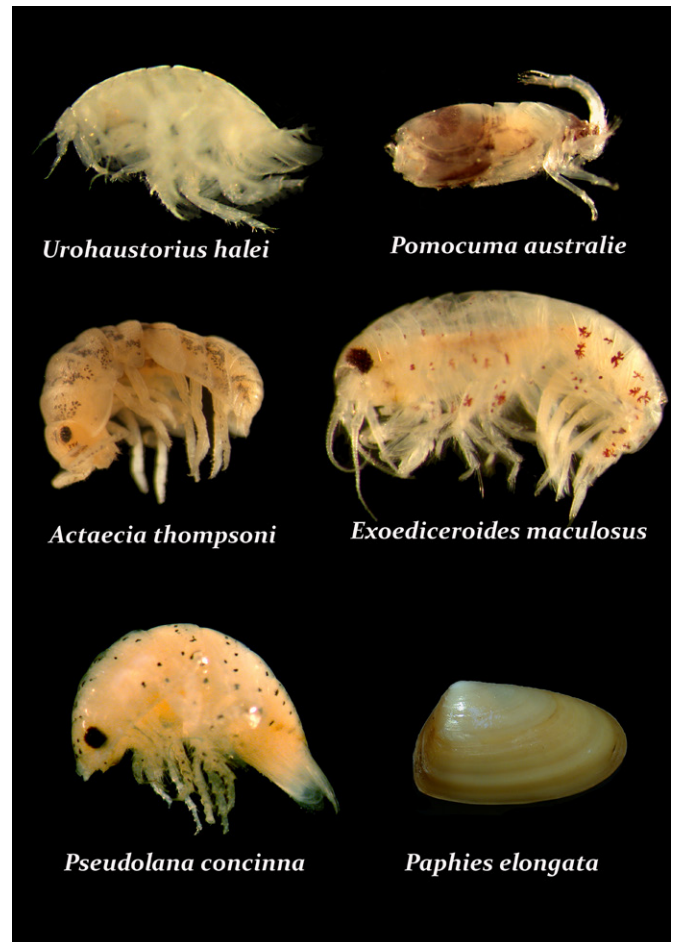 Urohaustorius halei
Pomocuma australie
Actaecia thompsoni
Exoediceroides maculosus
Pseudolana concinna
Paphies elongata